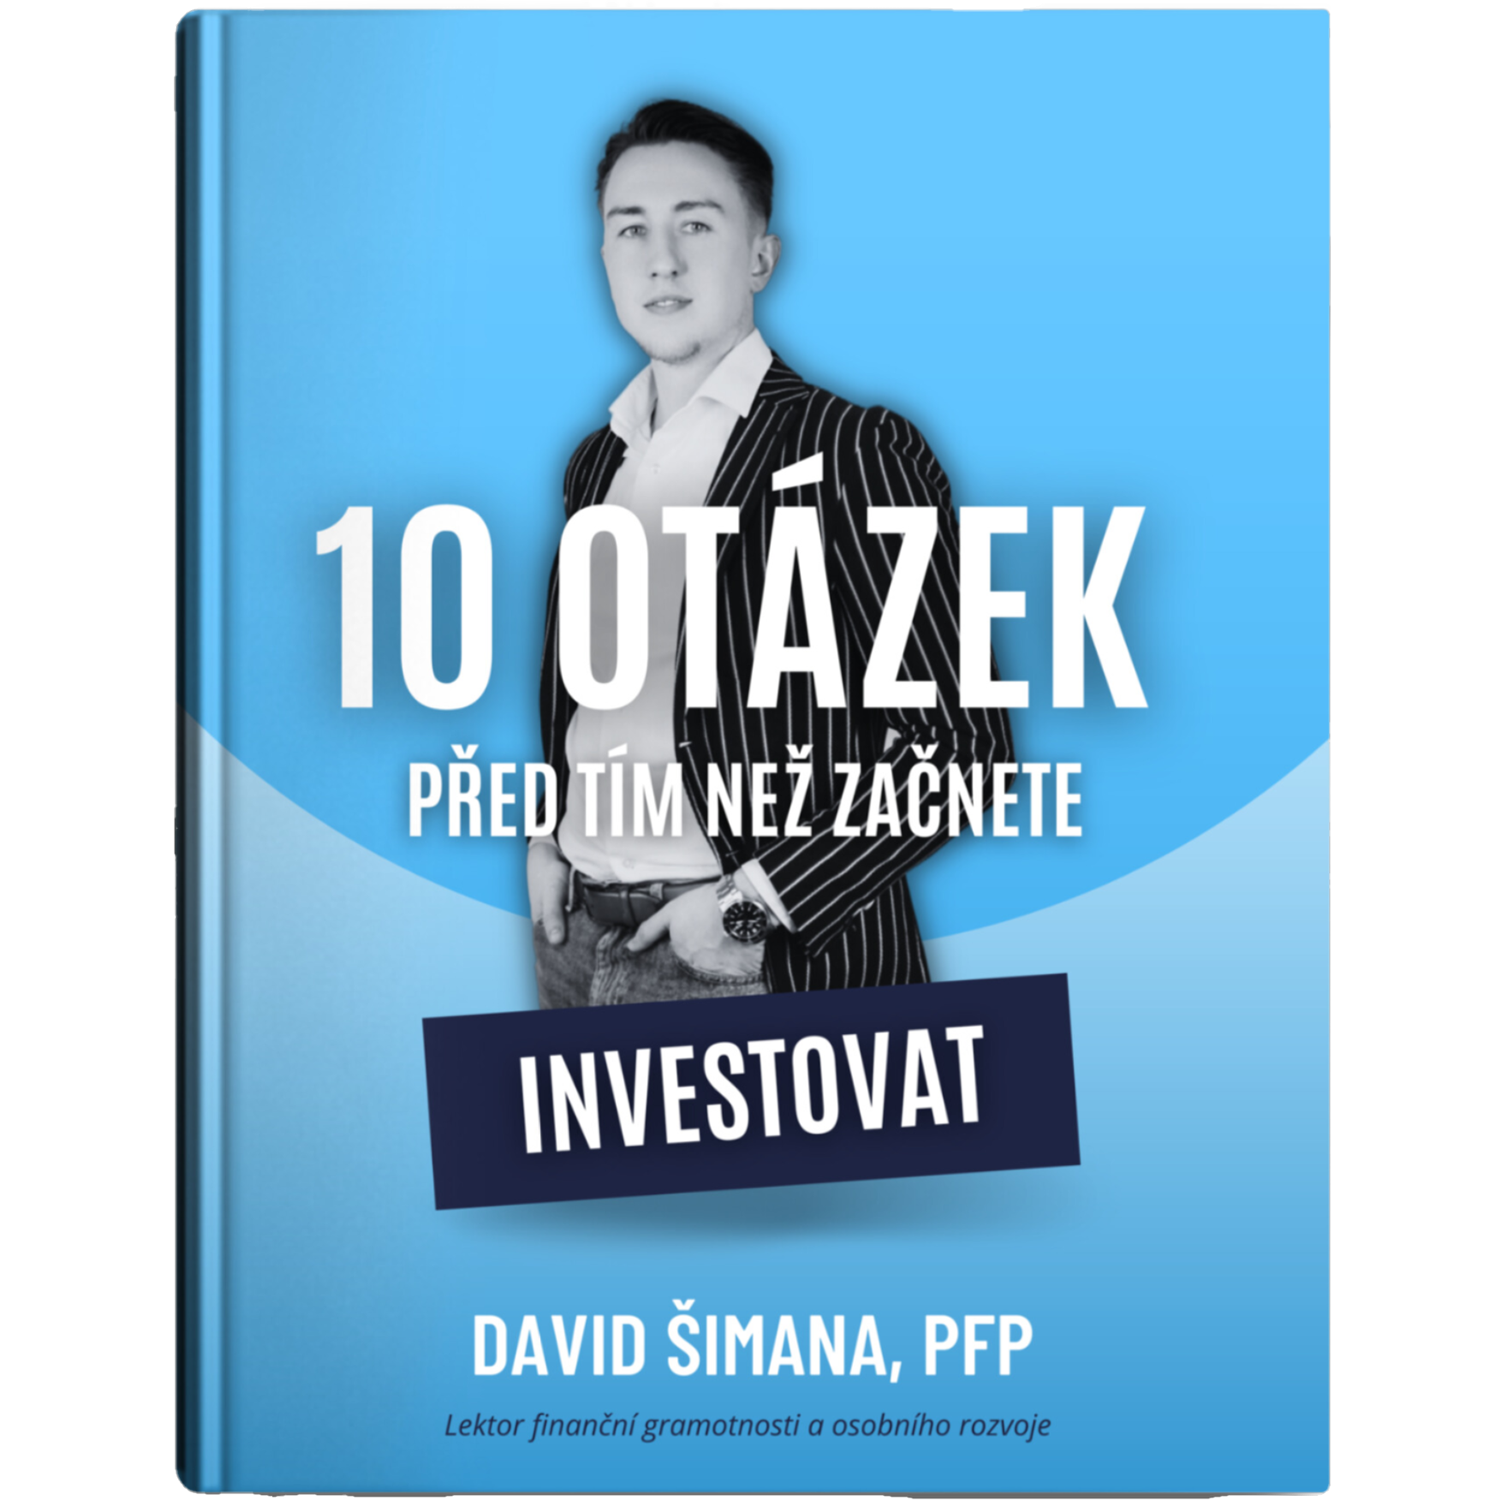 10 OTÁZEK
PŘED TÍM NEŽ ZAČNETE
INVESTOVAT
DAVID ŠIMANA, PFP
Lektor finanční gramotnosti a osobního rozvoje